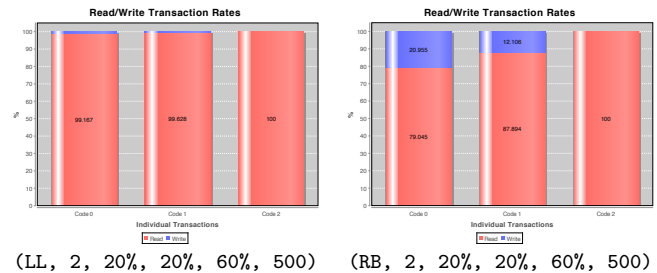 Read/Write Transaction Rates
100
90
80
70
60
50
40
30
20
10
0
%
99.167
99.628
100
Code 0
Code 1
Code 2
Individual Transactions
Read
Write
(LL, 2, 20%, 20%, 60%, 500)
Read/Write Transaction Rates
100
90
80
70
60
50
40
30
20
10
0
%
20.955
79.045
12.106
87.894
100
Code 0
Code 1
Code 2
Individual Transactions
Read
Write
(RB, 2, 20%, 20%, 60%, 500)